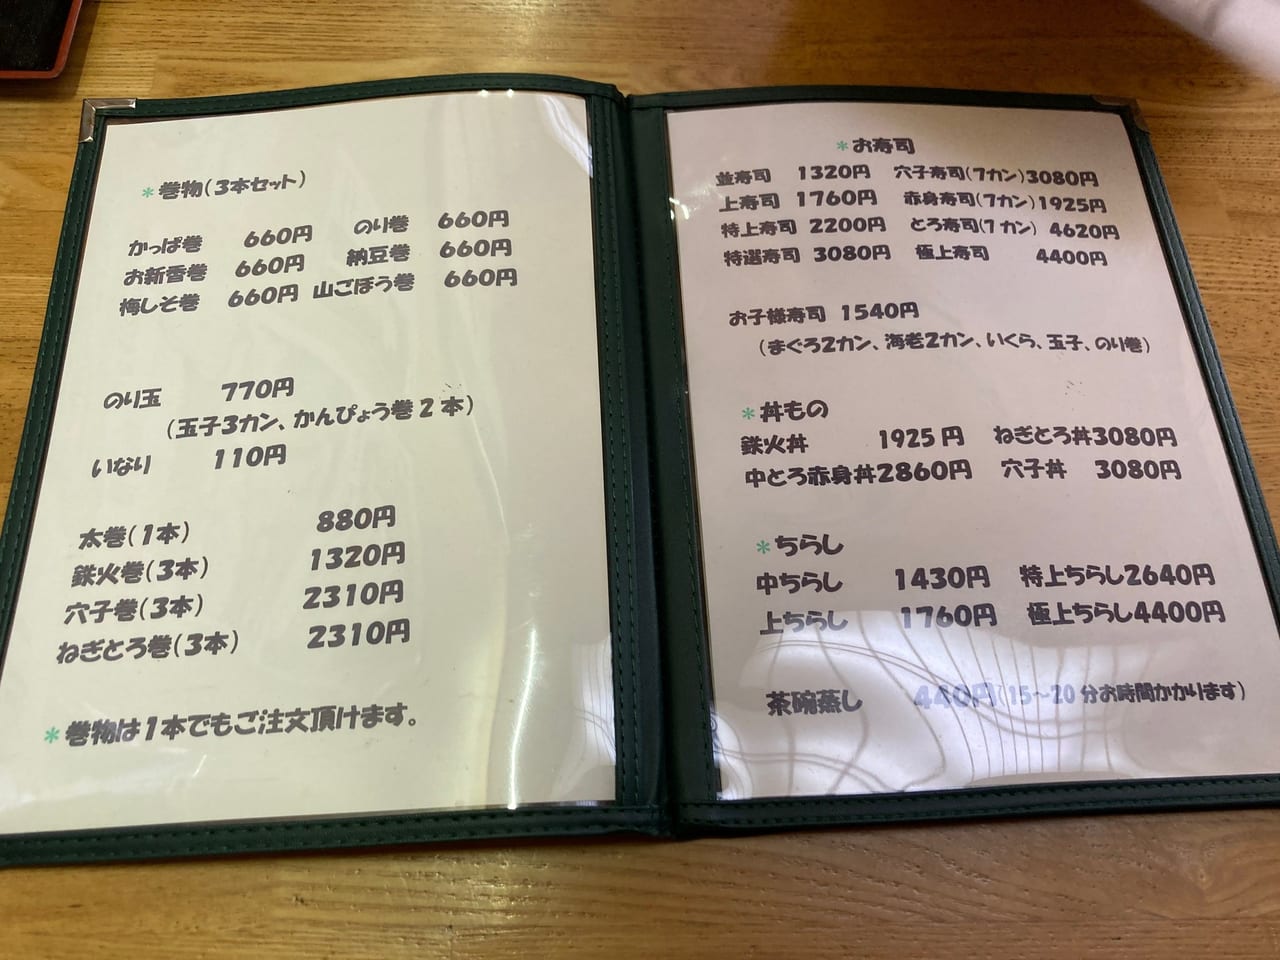 *巻物(3本セット)
かっぱ巻 660円 のり巻 660円
お新香巻 660円 納豆巻 660円
梅しそ巻 660円 山ごぼう巻 660円
のり玉 770円
(玉子3カン、かんぴょう巻2本)
いなり 110円
太巻(1本) 880円
鉄火巻(3本) 1320円
穴子巻(3本) 2310円
ねぎとろ巻(3本) 2310円
*巻物は1本でもご注文頂けます。
*お寿司
並寿司 1320円 穴子寿司(7カン)3080円
上寿司 1760円 赤身寿司(7カン)1925円
特上寿司 2200円 とろ寿司(7カン) 4620円
特選寿司 3080円 極上寿司 4400円
お子様寿司 1540円
(まぐろ2カン、海老2カン、いくら、玉子、のり巻)
*丼もの
鉄火丼 1925円 ねぎとろ丼3080円
中とろ赤身丼2860円 穴子丼 3080円
*ちらし
中ちらし 1430円 特上ちらし2640円
上ちらし 1760円 極上ちらし4400円
茶碗蒸し 440円(15〜20分お時間かかります)